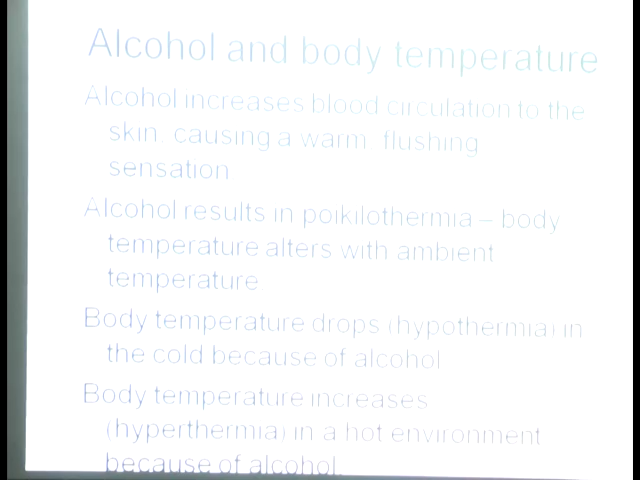 Alcohol and body temperature
Alcohol increases blood circulation to the
skin causing a warm flushing
sensation
Alcohol results in poikilothermia – body
temperature alters with ambient
temperature
Body temperature drops (hypothermia) in
the cold because of alcohol
Body temperature increases
(hyperthermia) in a hot environment
because of alcohol.